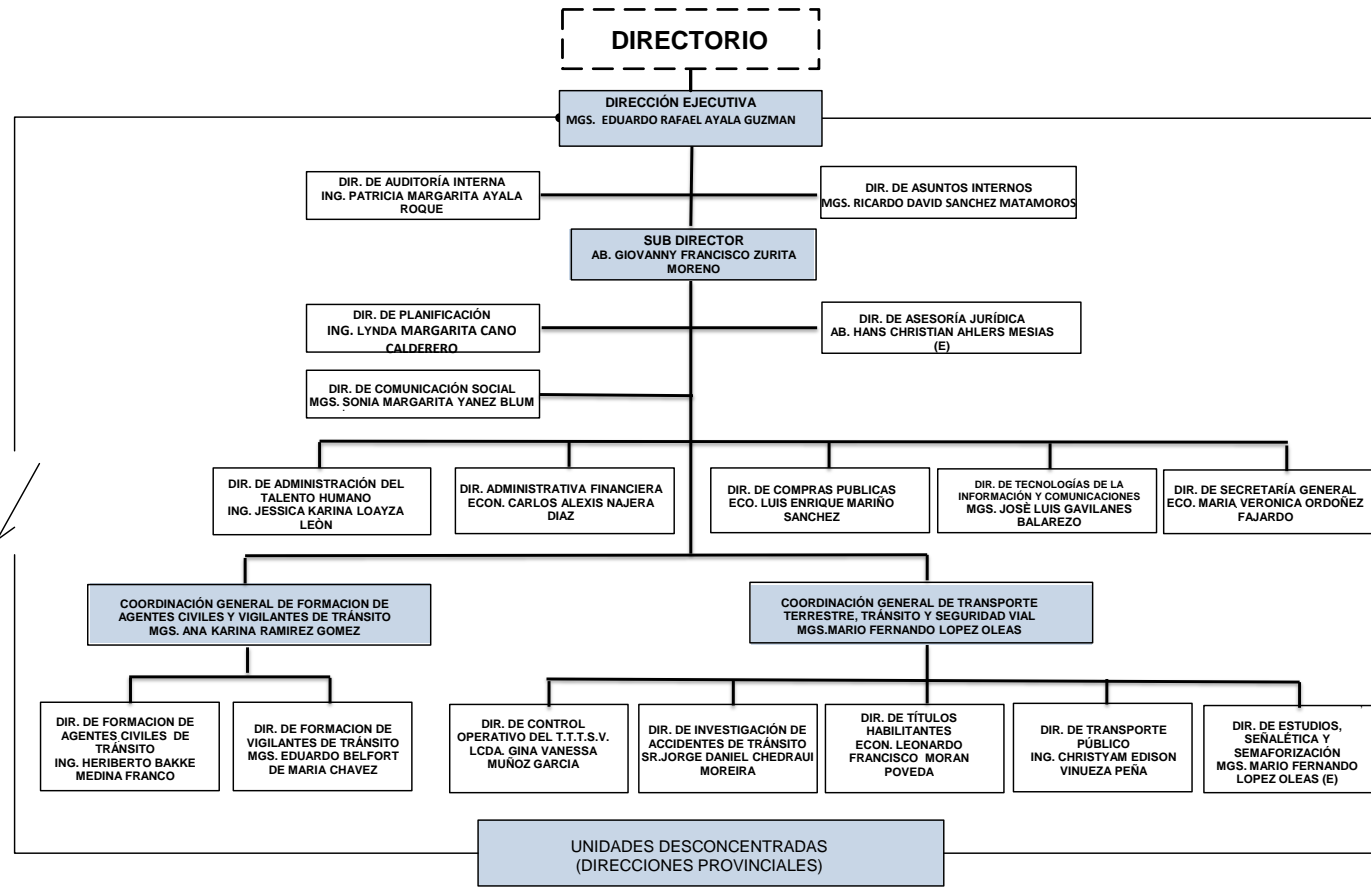 DIRECTORIO
DIRECCIÓN EJECUTIVA
MGS. EDUARDO RAFAEL AYALA GUZMAN
DIR. DE AUDITORÍA INTERNA
ING. PATRICIA MARGARITA AYALA
ROQUE
DIR. DE ASUNTOS INTERNOS
MGS. RICARDO DAVID SANCHEZ MATAMOROS
SUB DIRECTOR
AB. GIOVANNY FRANCISCO ZURITA
MORENO
DIR. DE PLANIFICACIÓN
ING. LYNDA MARGARITA CANO
CALDERERO
DIR. DE ASESORÍA JURÍDICA
AB. HANS CHRISTIAN AHLERS MESIAS
(E)
DIR. DE COMUNICACIÓN SOCIAL
MGS. SONIA MARGARITA YANEZ BLUM
DIR. DE ADMINISTRACIÓN DEL
TALENTO HUMANO
ING. JESSICA KARINA LOAYZA
LEÒN
DIR. ADMINISTRATIVA FINANCIERA
ECON. CARLOS ALEXIS NAJERA
DIAZ
DIR. DE COMPRAS PUBLICAS
ECO. LUIS ENRIQUE MARIÑO
SANCHEZ
DIR. DE TECNOLOGÍAS DE LA
INFORMACIÓN Y COMUNICACIONES
MGS. JOSÈ LUIS GAVILANES
BALAREZO
DIR. DE SECRETARÍA GENERAL
ECO. MARIA VERONICA ORDOÑEZ
FAJARDO
COORDINACIÓN GENERAL DE FORMACION DE
AGENTES CIVILES Y VIGILANTES DE TRÁNSITO
MGS. ANA KARINA RAMIREZ GOMEZ
COORDINACIÓN GENERAL DE TRANSPORTE
TERRESTRE, TRÁNSITO Y SEGURIDAD VIAL
MGS.MARIO FERNANDO LOPEZ OLEAS
DIR. DE FORMACION DE
AGENTES CIVILES DE
TRÁNSITO
ING. HERIBERTO BAKKE
MEDINA FRANCO
DIR. DE FORMACION DE
VIGILANTES DE TRÁNSITO
MGS. EDUARDO BELFORT
DE MARIA CHAVEZ
DIR. DE CONTROL
OPERATIVO DEL T.T.T.S.V.
LCDA. GINA VANESSA
MUÑOZ GARCIA
DIR. DE INVESTIGACIÓN DE
ACCIDENTES DE TRÁNSITO
SR.JORGE DANIEL CHEDRAUI
MOREIRA
DIR. DE TÍTULOS
HABILITANTES
ECON. LEONARDO
FRANCISCO MORAN
POVEDA
DIR. DE TRANSPORTE
PÚBLICO
ING. CHRISTYAM EDISON
VINUEZA PEÑA
DIR. DE ESTUDIOS,
SEÑALÉTICA Y
SEMAFORIZACIÓN
MGS. MARIO FERNANDO
LOPEZ OLEAS (E)
UNIDADES DESCONCENTRADAS
(DIRECCIONES PROVINCIALES)